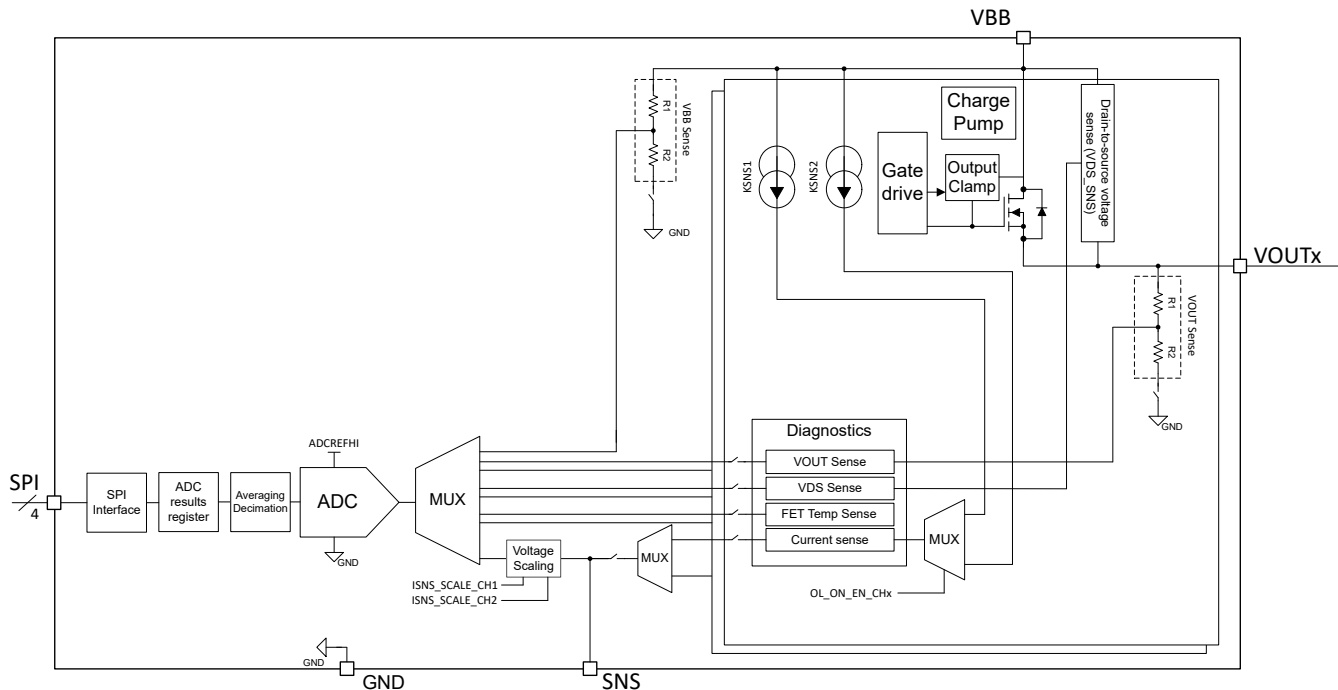 VBB
R1
R2
VBB Sense
GND
KSNS1
KSNS2
Charge
Pump
Gate
drive
Output
Clamp
Drain-to-source voltage
sense (VDS_SNS)
VOUTx
R1
R2
VOUT Sense
GND
Diagnostics
VOUT Sense
VDS Sense
FET Temp Sense
Current sense
MUX
OL_ON_EN_CHx
SPI
4
SPI
Interface
ADC
results
register
Averaging
Decimation
ADCREFHI
ADC
GND
MUX
Voltage
Scaling
MUX
ISNS_SCALE_CH1
ISNS_SCALE_CH2
GND
GND
SNS